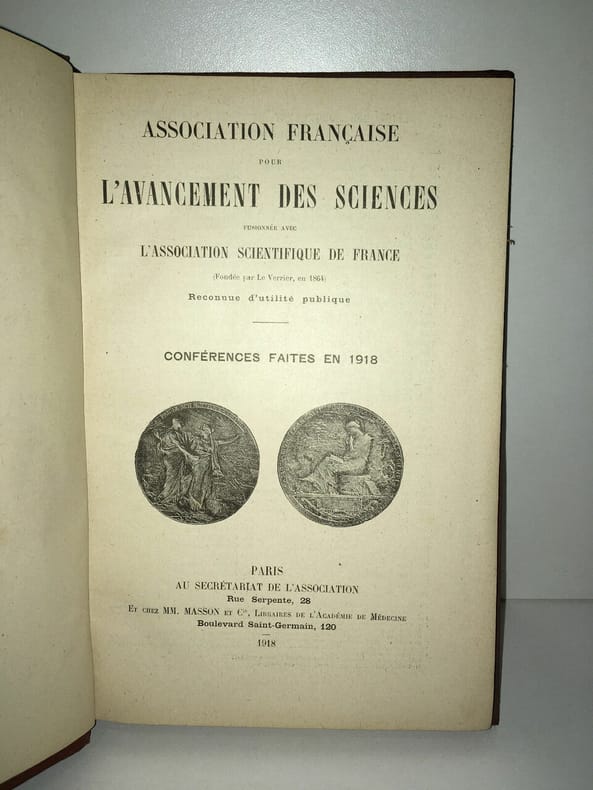 ASSOCIATION FRANÇAISE
POUR
L'AVANCEMENT DES SCIENCES
FUSIONNÉE AVEC
L'ASSOCIATION SCIENTIFIQUE DE FRANCE
(Fondée par Le Verrier, en 1864)
Reconnue d'utilité publique
CONFÉRENCES FAITES EN 1918
PARIS
AU SECRÉTARIAT DE L'ASSOCIATION
Rue Serpente, 28
Et chez MM. MASSON et Cie, Libraires de l'Académie de Médecine
Boulevard Saint-Germain, 120
1918